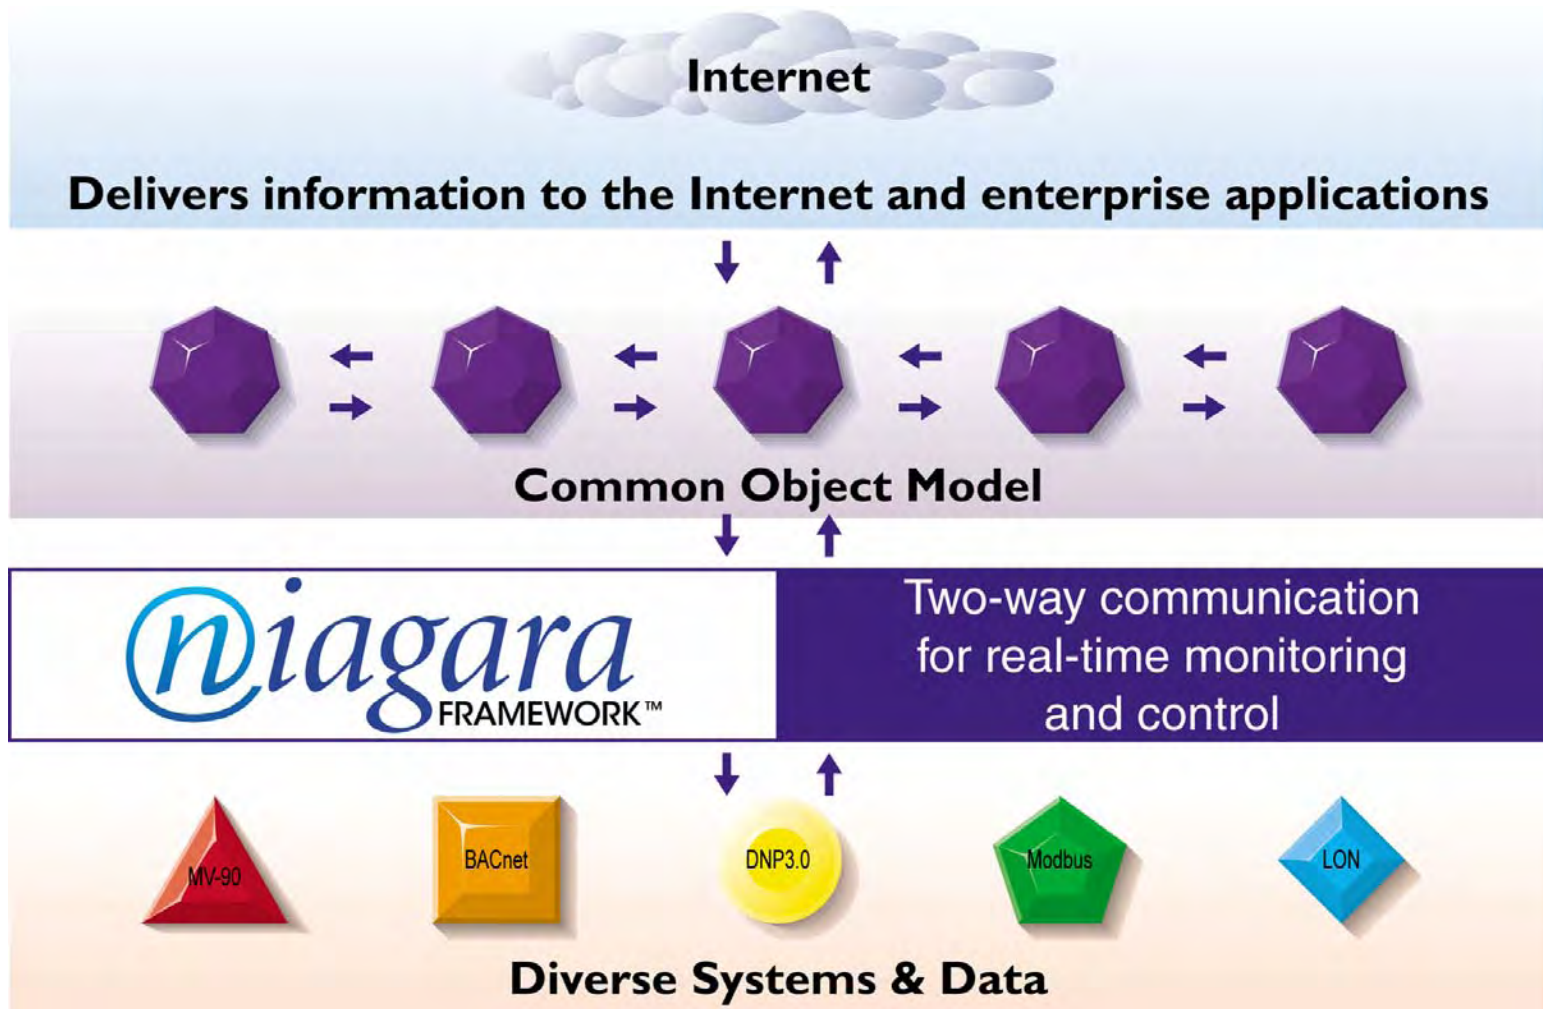 Internet
Delivers information to the Internet and enterprise applications
Common Object Model
niagara
FRAMEWORK™
Two-way communication
for real-time monitoring
and control
MV-90
BACnet
DNP3.0
Modbus
LON
Diverse Systems & Data